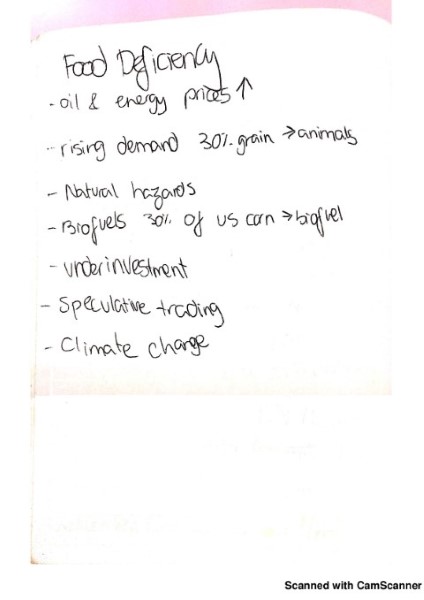 Food Deficiency
- oil & energy prices ↑
- rising demand 30% grain → animals
- Natural hazards
- Biofuels 30% of US corn → biofuel
- underinvestment
- Speculative trading
- Climate change
Scanned with CamScanner